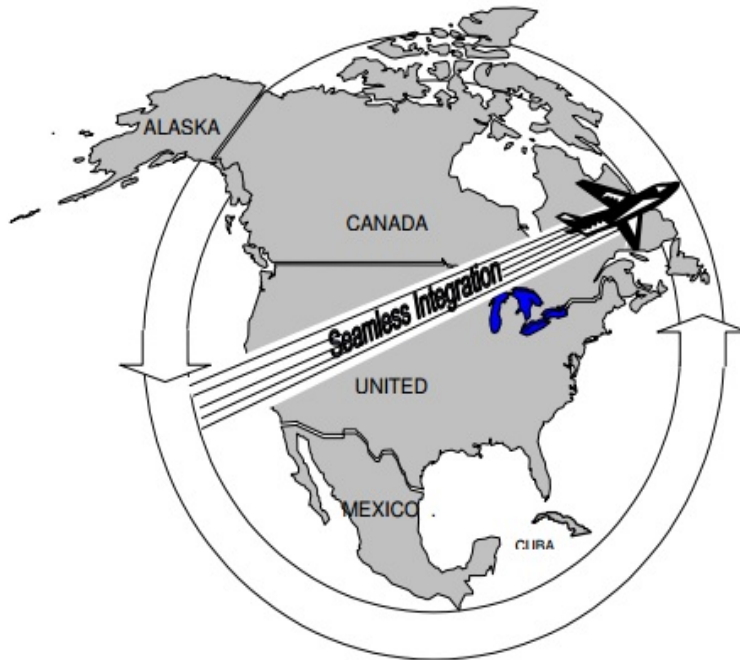 ALASKA
CANADA
Seamless Integration
UNITED
MEXICO .
CUBA